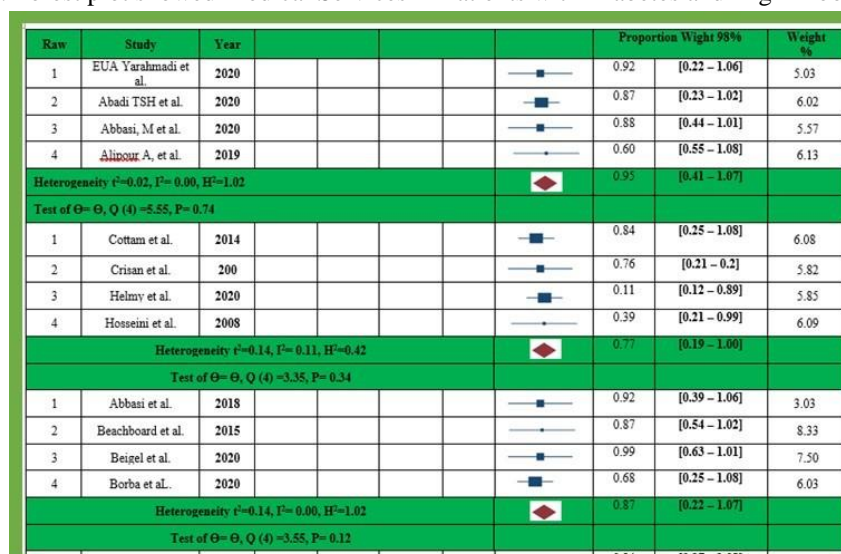 Raw Study Year Proportion Wight 98% Weight %
1 EUA Yarahmadi et al. 2020 0.92 [0.22 – 1.06] 5.03
2 Abadi TSH et al. 2020 0.87 [0.23 – 1.02] 6.02
3 Abbasi, M et al. 2020 0.88 [0.44 – 1.01] 5.57
4 Alipour A, et al. 2019 0.60 [0.55 – 1.08] 6.13
Heterogeneity t²=0.02, I²= 0.00, H²=1.02 0.95 [0.41 – 1.07]
Test of Ɵ= Ɵ, Q (4) =5.55, P= 0.74
1 Cottam et al. 2014 0.84 [0.25 – 1.08] 6.08
2 Crisan et al. 200 0.76 [0.21 – 0.2] 5.82
3 Helmy et al. 2020 0.11 [0.12 – 0.89] 5.85
4 Hosseini et al. 2008 0.39 [0.21 – 0.99] 6.09
Heterogeneity t²=0.14, I²= 0.11, H²=0.42 0.77 [0.19 – 1.00]
Test of Ɵ= Ɵ, Q (4) =3.35, P= 0.34
1 Abbasi et al. 2018 0.92 [0.39 – 1.06] 3.03
2 Beachboard et al. 2015 0.87 [0.54 – 1.02] 8.33
3 Beigel et al. 2020 0.99 [0.63 – 1.01] 7.50
4 Borba et aL. 2020 0.68 [0.25 – 1.08] 6.03
Heterogeneity t²=0.14, I²= 0.00, H²=1.02 0.87 [0.22 – 1.07]
Test of Ɵ= Ɵ, Q (4) =3.55, P= 0.12